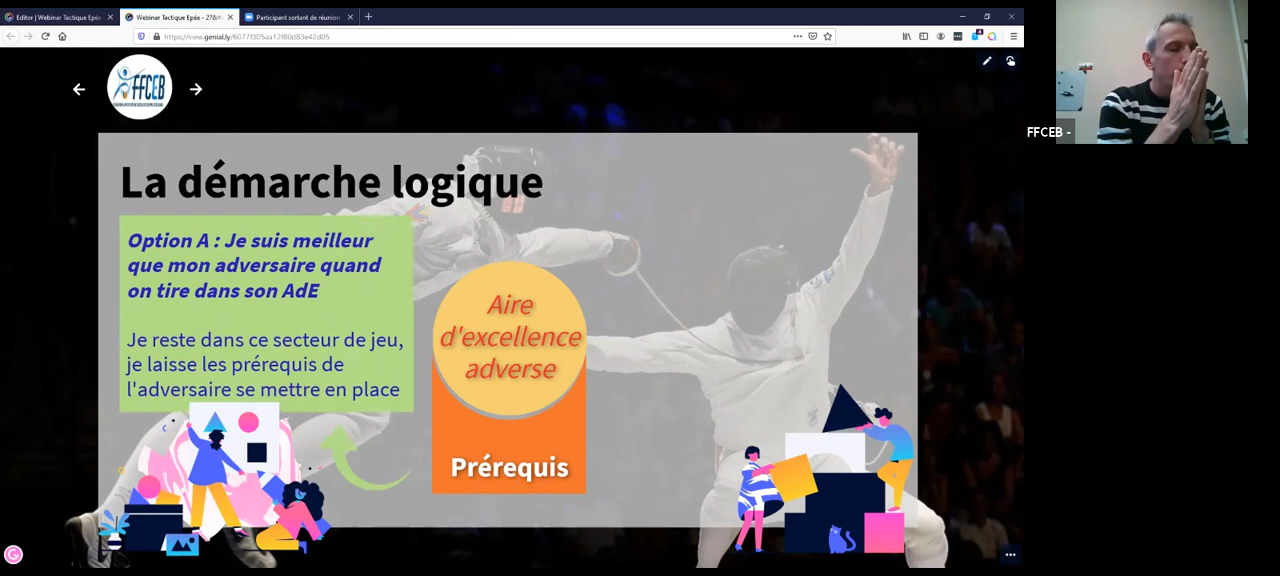 Editor | Webinar Tactique Epée
Webinar Tactique Epée - 27&#
Participant sortant de réunion
https://view.genial.ly/6077f305aa12f80d83e42d05
FFCEB
FFCEB -
La démarche logique
Option A : Je suis meilleur
que mon adversaire quand
on tire dans son AdE
Je reste dans ce secteur de jeu,
je laisse les prérequis de
l'adversaire se mettre en place
Aire
d'excellence
adverse
Prérequis